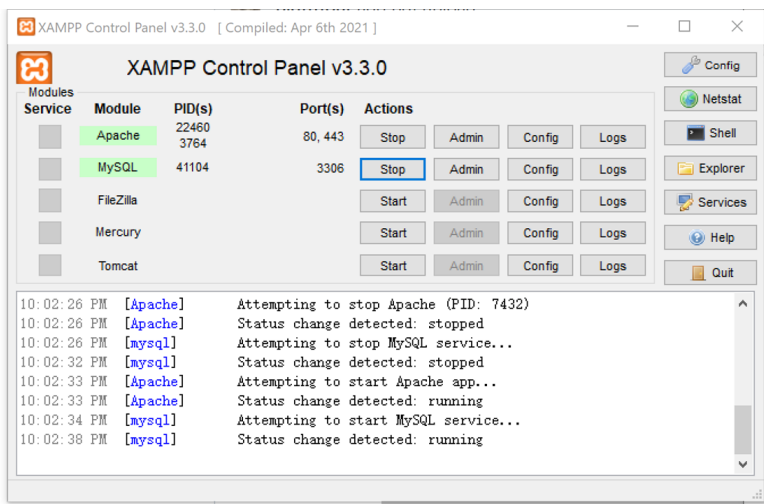 XAMPP Control Panel v3.3.0 [ Compiled: Apr 6th 2021 ]
XAMPP Control Panel v3.3.0
Config
Modules
Service Module PID(s) Port(s) Actions
Netstat
Apache 22460 3764 80, 443 Stop Admin Config Logs
Shell
MySQL 41104 3306 Stop Admin Config Logs
Explorer
FileZilla Start Admin Config Logs
Services
Mercury Start Admin Config Logs
Help
Tomcat Start Admin Config Logs
Quit
10:02:26 PM [Apache] Attempting to stop Apache (PID: 7432)
10:02:26 PM [Apache] Status change detected: stopped
10:02:26 PM [mysql] Attempting to stop MySQL service...
10:02:32 PM [mysql] Status change detected: stopped
10:02:33 PM [Apache] Attempting to start Apache app...
10:02:33 PM [Apache] Status change detected: running
10:02:34 PM [mysql] Attempting to start MySQL service...
10:02:38 PM [mysql] Status change detected: running